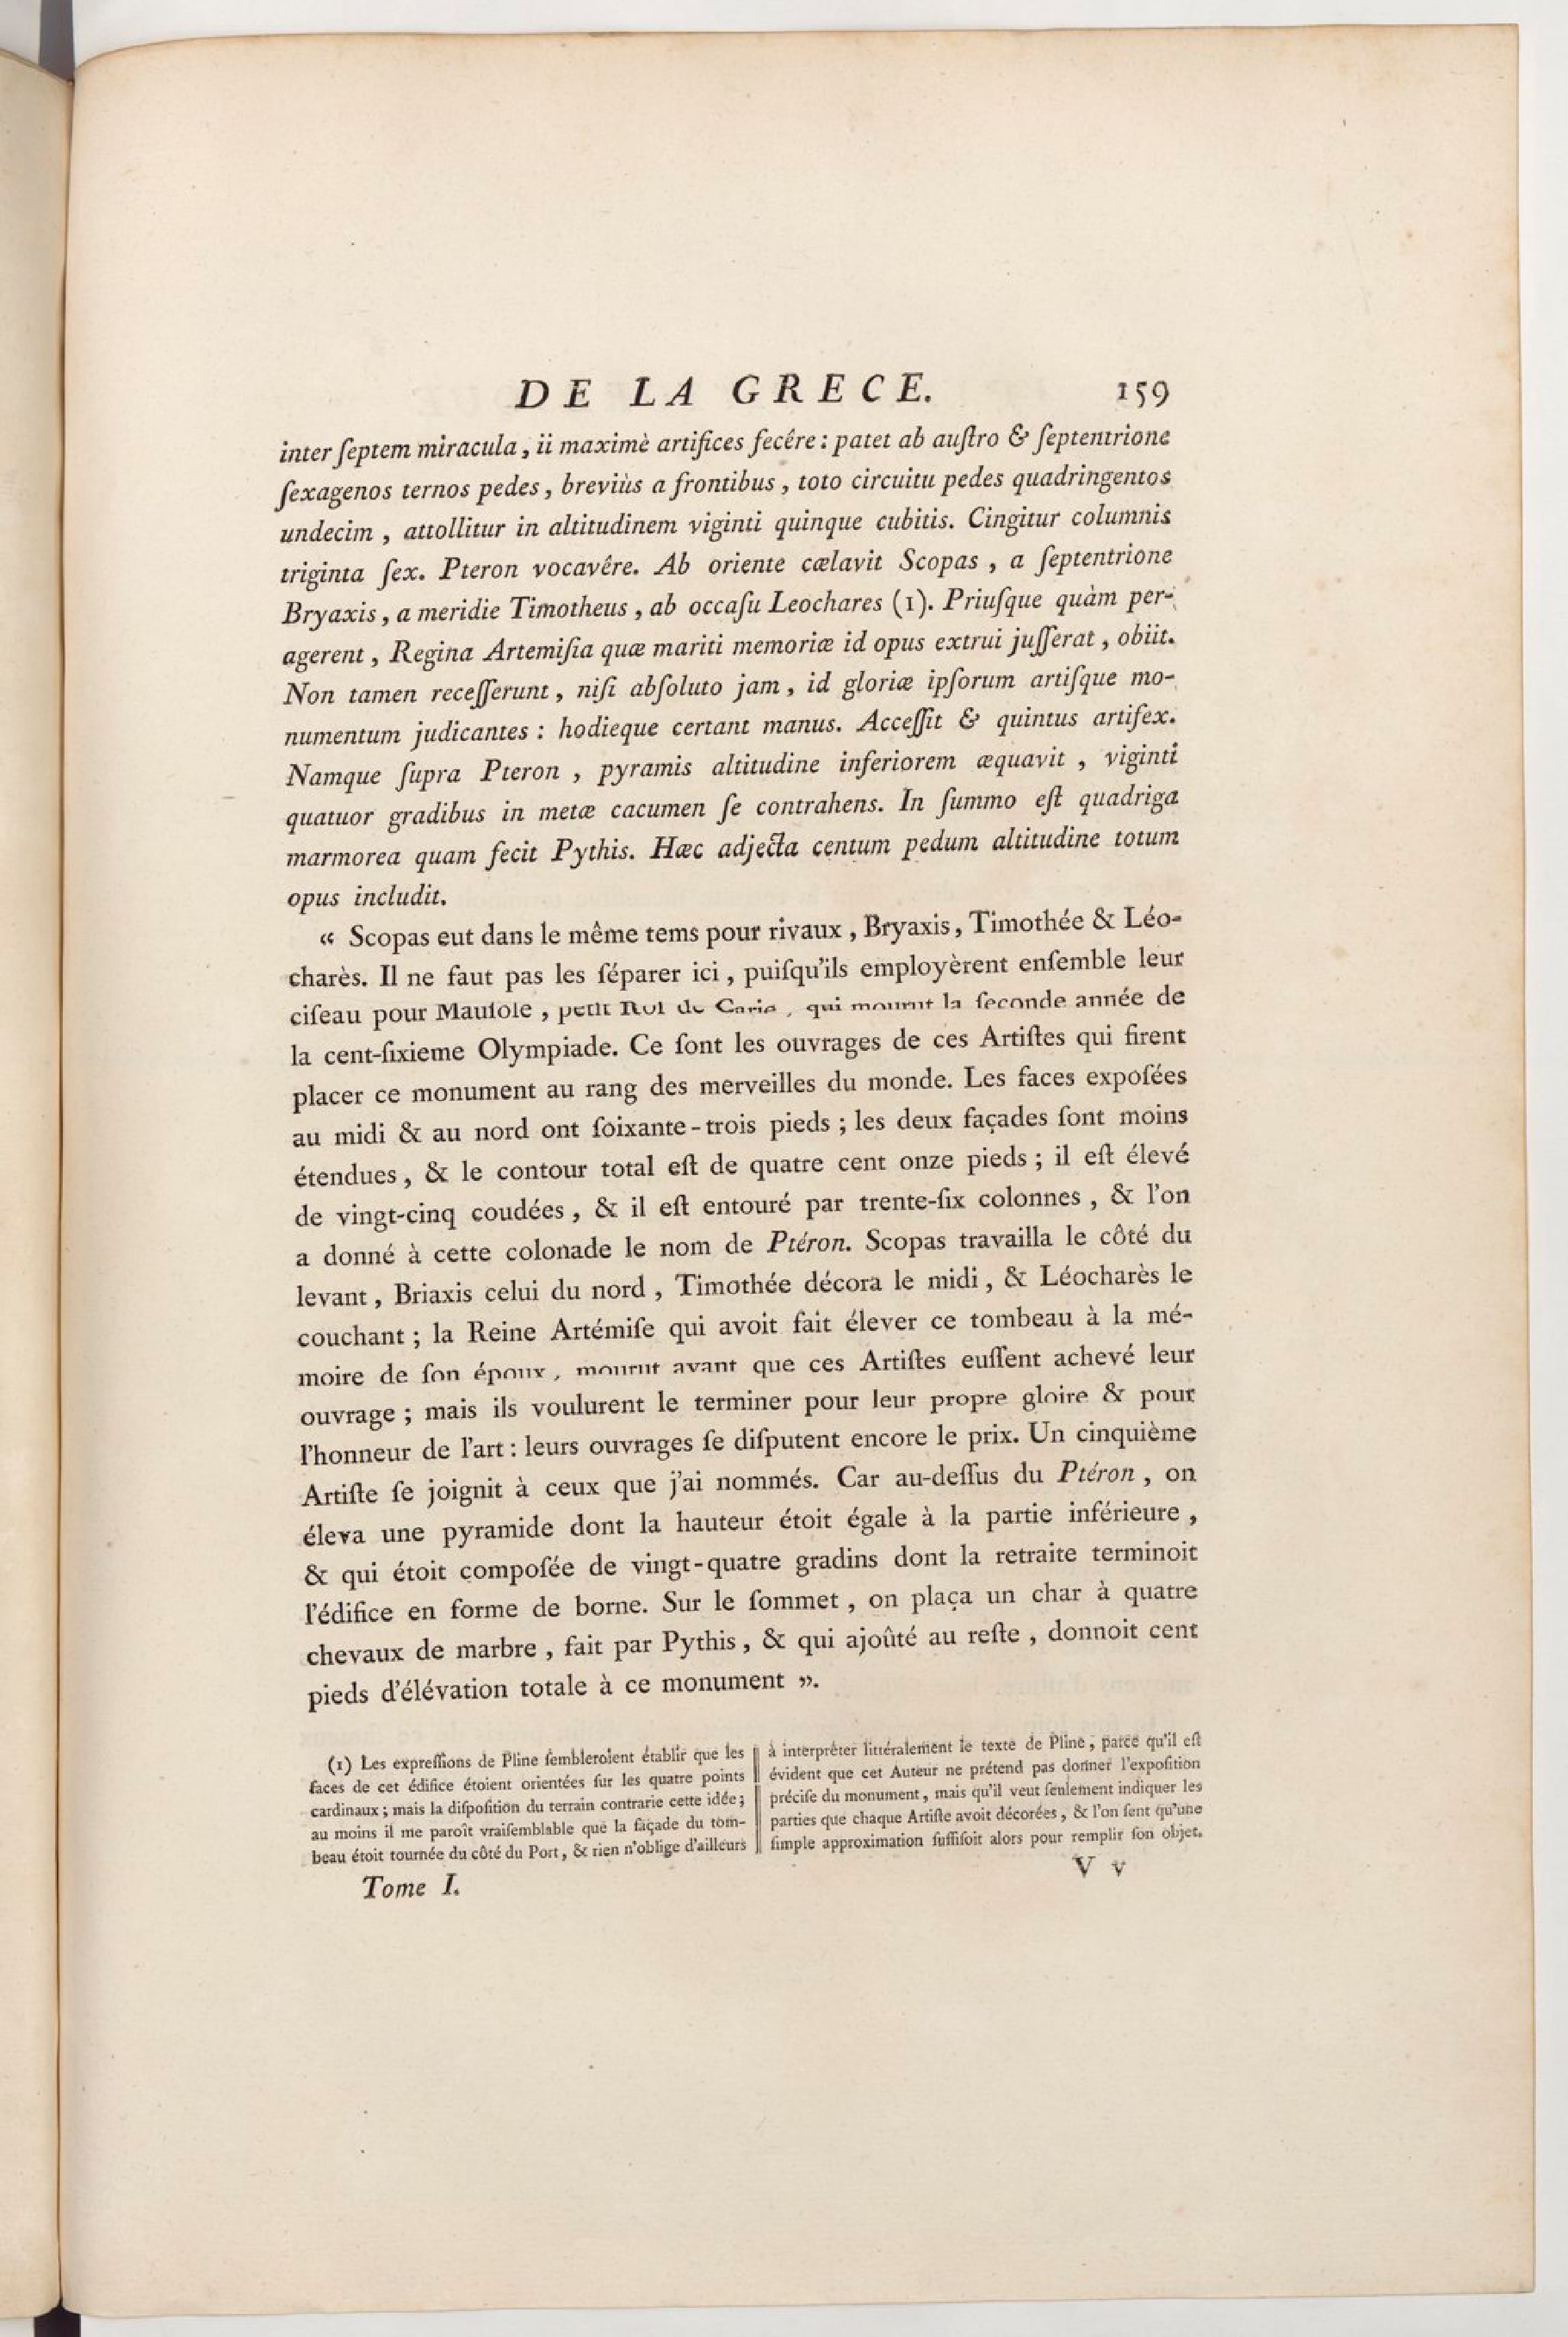 DE LA GRECE. 159
inter ſeptem miracula, ii maximè artifices fecêre : patet ab auſtro & ſeptentrione
ſexagenos ternos pedes, breviùs a frontibus, toto circuitu pedes quadringentos
undecim, attollitur in altitudinem viginti quinque cubitis. Cingitur columnis
triginta ſex. Pteron vocavêre. Ab oriente cælavit Scopas, a ſeptentrione
Bryaxis, a meridie Timotheus, ab occaſu Leochares (1). Priuſque quàm per-
agerent, Regina Artemiſia quæ mariti memoriæ id opus extrui juſſerat, obiit.
Non tamen receſſerunt, niſi abſoluto jam, id gloriæ ipſorum artiſque mo-
numentum judicantes : hodieque certant manus. Acceſſit & quintus artifex.
Namque ſupra Pteron, pyramis altitudine inferiorem æquavit, viginti
quatuor gradibus in metæ cacumen ſe contrahens. In ſummo eſt quadriga
marmorea quam fecit Pythis. Hæc adjecta centum pedum altitudine totum
opus includit.
« Scopas eut dans le même tems pour rivaux, Bryaxis, Timothée & Léo-
charès. Il ne faut pas les ſéparer ici, puiſqu'ils employèrent enſemble leur
ciſeau pour Mauſole, petit Roi de Carie, qui mourut la ſeconde année de
la cent-ſixieme Olympiade. Ce ſont les ouvrages de ces Artiſtes qui firent
placer ce monument au rang des merveilles du monde. Les faces expoſées
au midi & au nord ont ſoixante-trois pieds ; les deux façades ſont moins
étendues, & le contour total eſt de quatre cent onze pieds ; il eſt élevé
de vingt-cinq coudées, & il eſt entouré par trente-ſix colonnes, & l'on
a donné à cette colonade le nom de Ptéron. Scopas travailla le côté du
levant, Briaxis celui du nord, Timothée décora le midi, & Léocharès le
couchant ; la Reine Artémiſe qui avoit fait élever ce tombeau à la mé-
moire de ſon époux, mourut avant que ces Artiſtes euſſent achevé leur
ouvrage ; mais ils voulurent le terminer pour leur propre gloire & pour
l'honneur de l'art : leurs ouvrages ſe diſputent encore le prix. Un cinquième
Artiſte ſe joignit à ceux que j'ai nommés. Car au-deſſus du Ptéron, on
éleva une pyramide dont la hauteur étoit égale à la partie inférieure,
& qui étoit compoſée de vingt-quatre gradins dont la retraite terminoit
l'édifice en forme de borne. Sur le ſommet, on plaça un char à quatre
chevaux de marbre, fait par Pythis, & qui ajoûté au reſte, donnoit cent
pieds d'élévation totale à ce monument ».
(1) Les expreſſions de Pline ſembleroient établir que les
faces de cet édifice étoient orientées ſur les quatre points
cardinaux ; mais la diſpoſition du terrain contrarie cette idée ;
au moins il me paroît vraiſemblable que la façade du tom-
beau étoit tournée du côté du Port, & rien n'oblige d'ailleurs
à interpréter littéralement le texte de Pline, parce qu'il eſt
évident que cet Auteur ne prétend pas donner l'expoſition
préciſe du monument, mais qu'il veut ſeulement indiquer les
parties que chaque Artiſte avoit décorées, & l'on ſent qu'une
ſimple approximation ſuffiſoit alors pour remplir ſon objet.
Tome I. V v